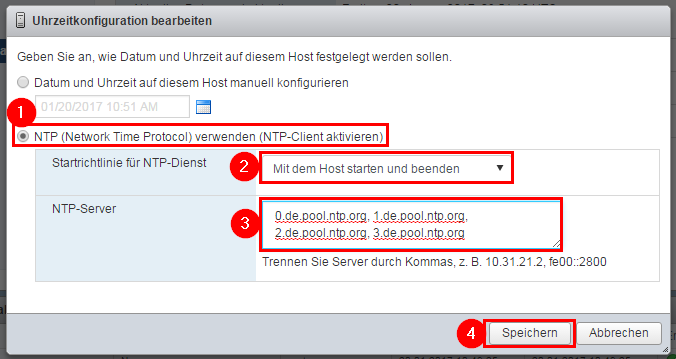 Uhrzeitkonfiguration bearbeiten
Geben Sie an, wie Datum und Uhrzeit auf diesem Host festgelegt werden sollen.
Datum und Uhrzeit auf diesem Host manuell konfigurieren
1
01/20/2017 10:51 AM
NTP (Network Time Protocol) verwenden (NTP-Client aktivieren)
Startrichtlinie für NTP-Dienst
2
Mit dem Host starten und beenden
NTP-Server
3
0.de.pool.ntp.org, 1.de.pool.ntp.org,
2.de.pool.ntp.org, 3.de.pool.ntp.org
Trennen Sie Server durch Kommas, z. B. 10.31.21.2, fe00::2800
4
Speichern
Abbrechen